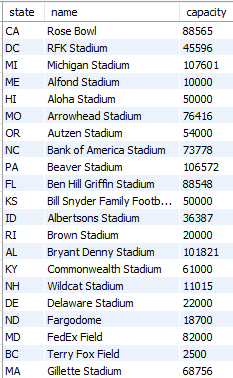 state name capacity
CA Rose Bowl 88565
DC RFK Stadium 45596
MI Michigan Stadium 107601
ME Alfond Stadium 10000
HI Aloha Stadium 50000
MO Arrowhead Stadium 76416
OR Autzen Stadium 54000
NC Bank of America Stadium 73778
PA Beaver Stadium 106572
FL Ben Hill Griffin Stadium 88548
KS Bill Snyder Family Footb... 50000
ID Albertsons Stadium 36387
RI Brown Stadium 20000
AL Bryant Denny Stadium 101821
KY Commonwealth Stadium 61000
NH Wildcat Stadium 11015
DE Delaware Stadium 22000
ND Fargodome 18700
MD FedEx Field 82000
BC Terry Fox Field 2500
MA Gillette Stadium 68756